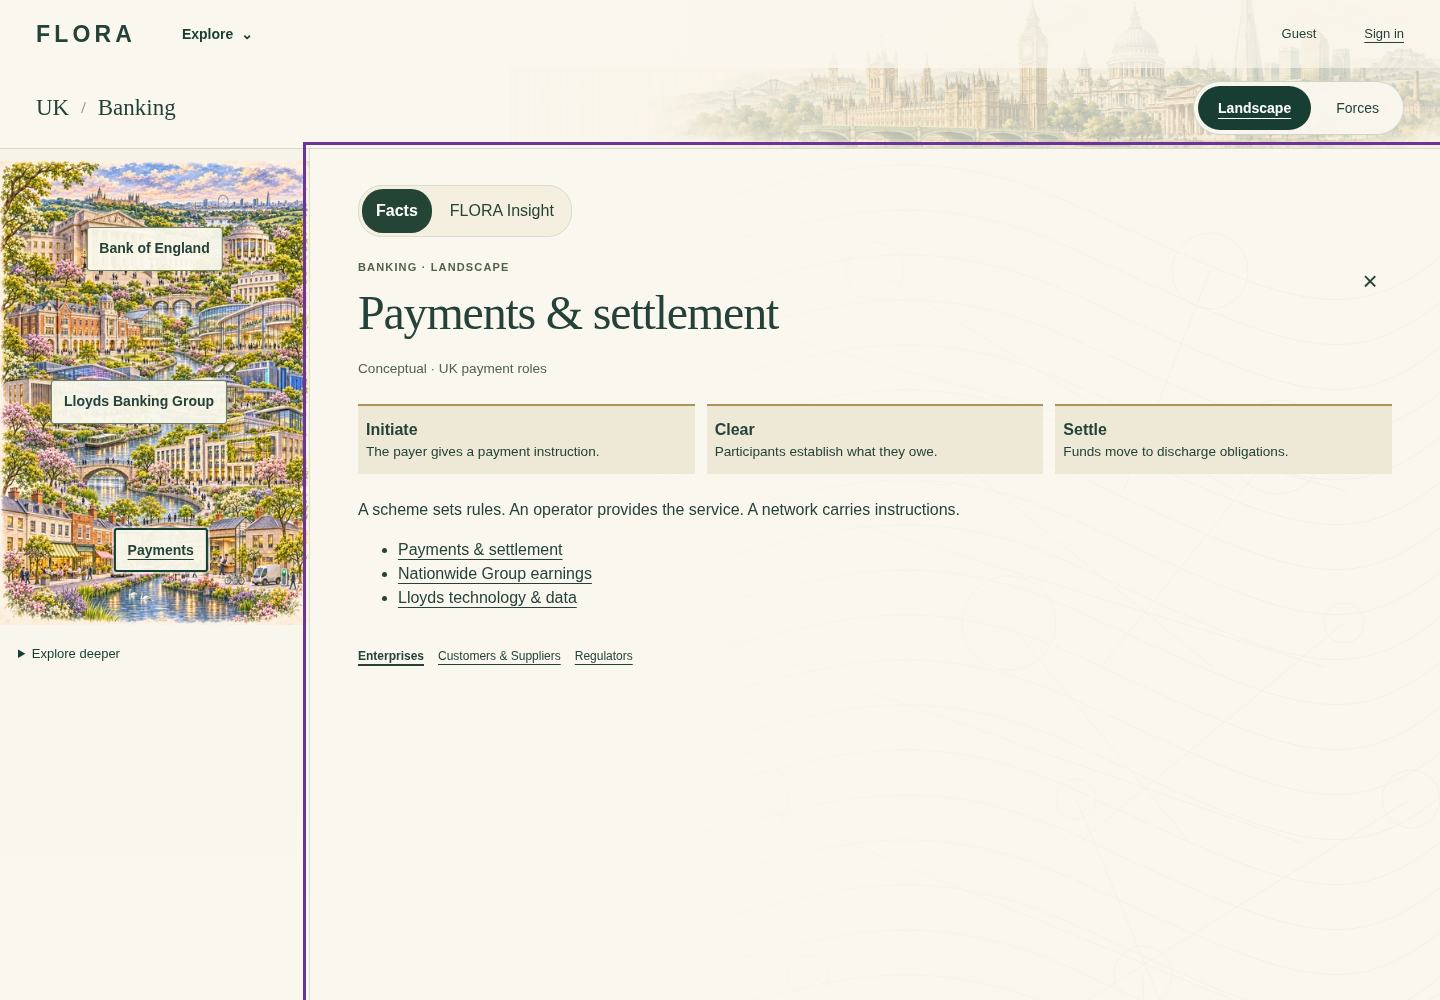 FLORA
Explore
Guest
Sign in
UK / Banking
Landscape
Forces
Bank of England
Lloyds Banking Group
Payments
Explore deeper
Facts
FLORA Insight
BANKING · LANDSCAPE
×
Payments & settlement
Conceptual · UK payment roles
Initiate
The payer gives a payment instruction.
Clear
Participants establish what they owe.
Settle
Funds move to discharge obligations.
A scheme sets rules. An operator provides the service. A network carries instructions.
• Payments & settlement
• Nationwide Group earnings
• Lloyds technology & data
Enterprises Customers & Suppliers Regulators